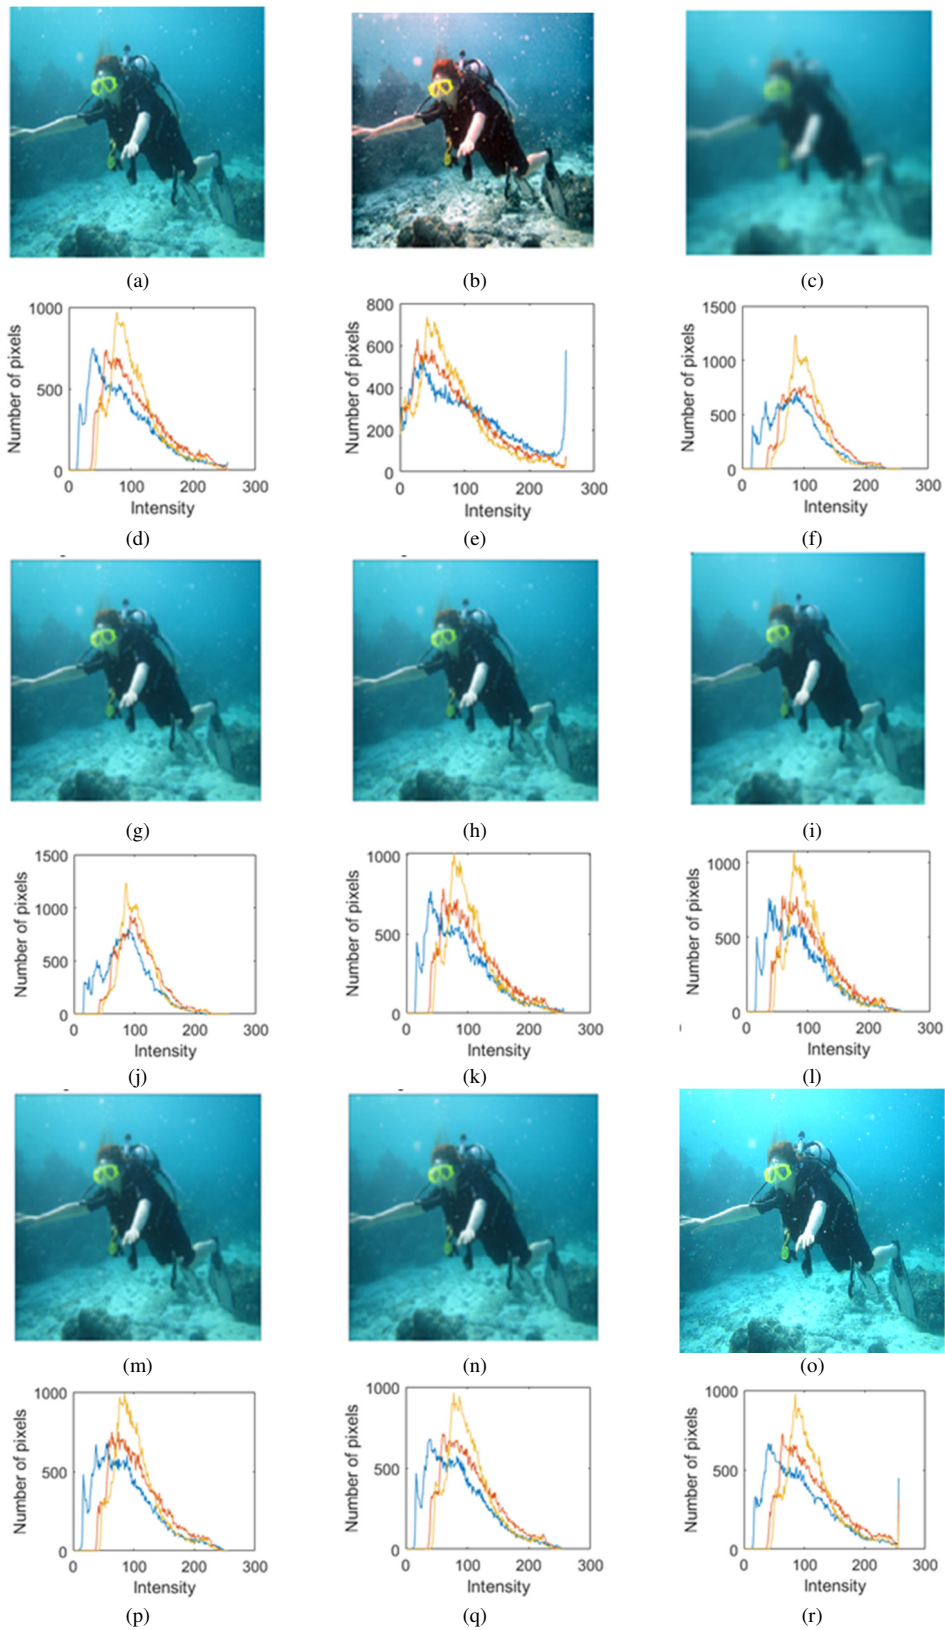 (a) (b) (c)
1000 800 1500
Number of pixels Number of pixels Number of pixels
600 1000
500 400 500
200
0 0 0
0 100 200 300 0 100 200 300 0 100 200 300
Intensity Intensity Intensity
(d) (e) (f)
(g) (h) (i)
1500 1000 1000
Number of pixels Number of pixels Number of pixels
1000
500 500 500
0 0 0
0 100 200 300 0 100 200 300 0 100 200 300
Intensity Intensity Intensity
(j) (k) (l)
(m) (n) (o)
1000 1000 1000
Number of pixels Number of pixels Number of pixels
500 500 500
0 0 0
0 100 200 300 0 100 200 300 0 100 200 300
Intensity Intensity Intensity
(p) (q) (r)